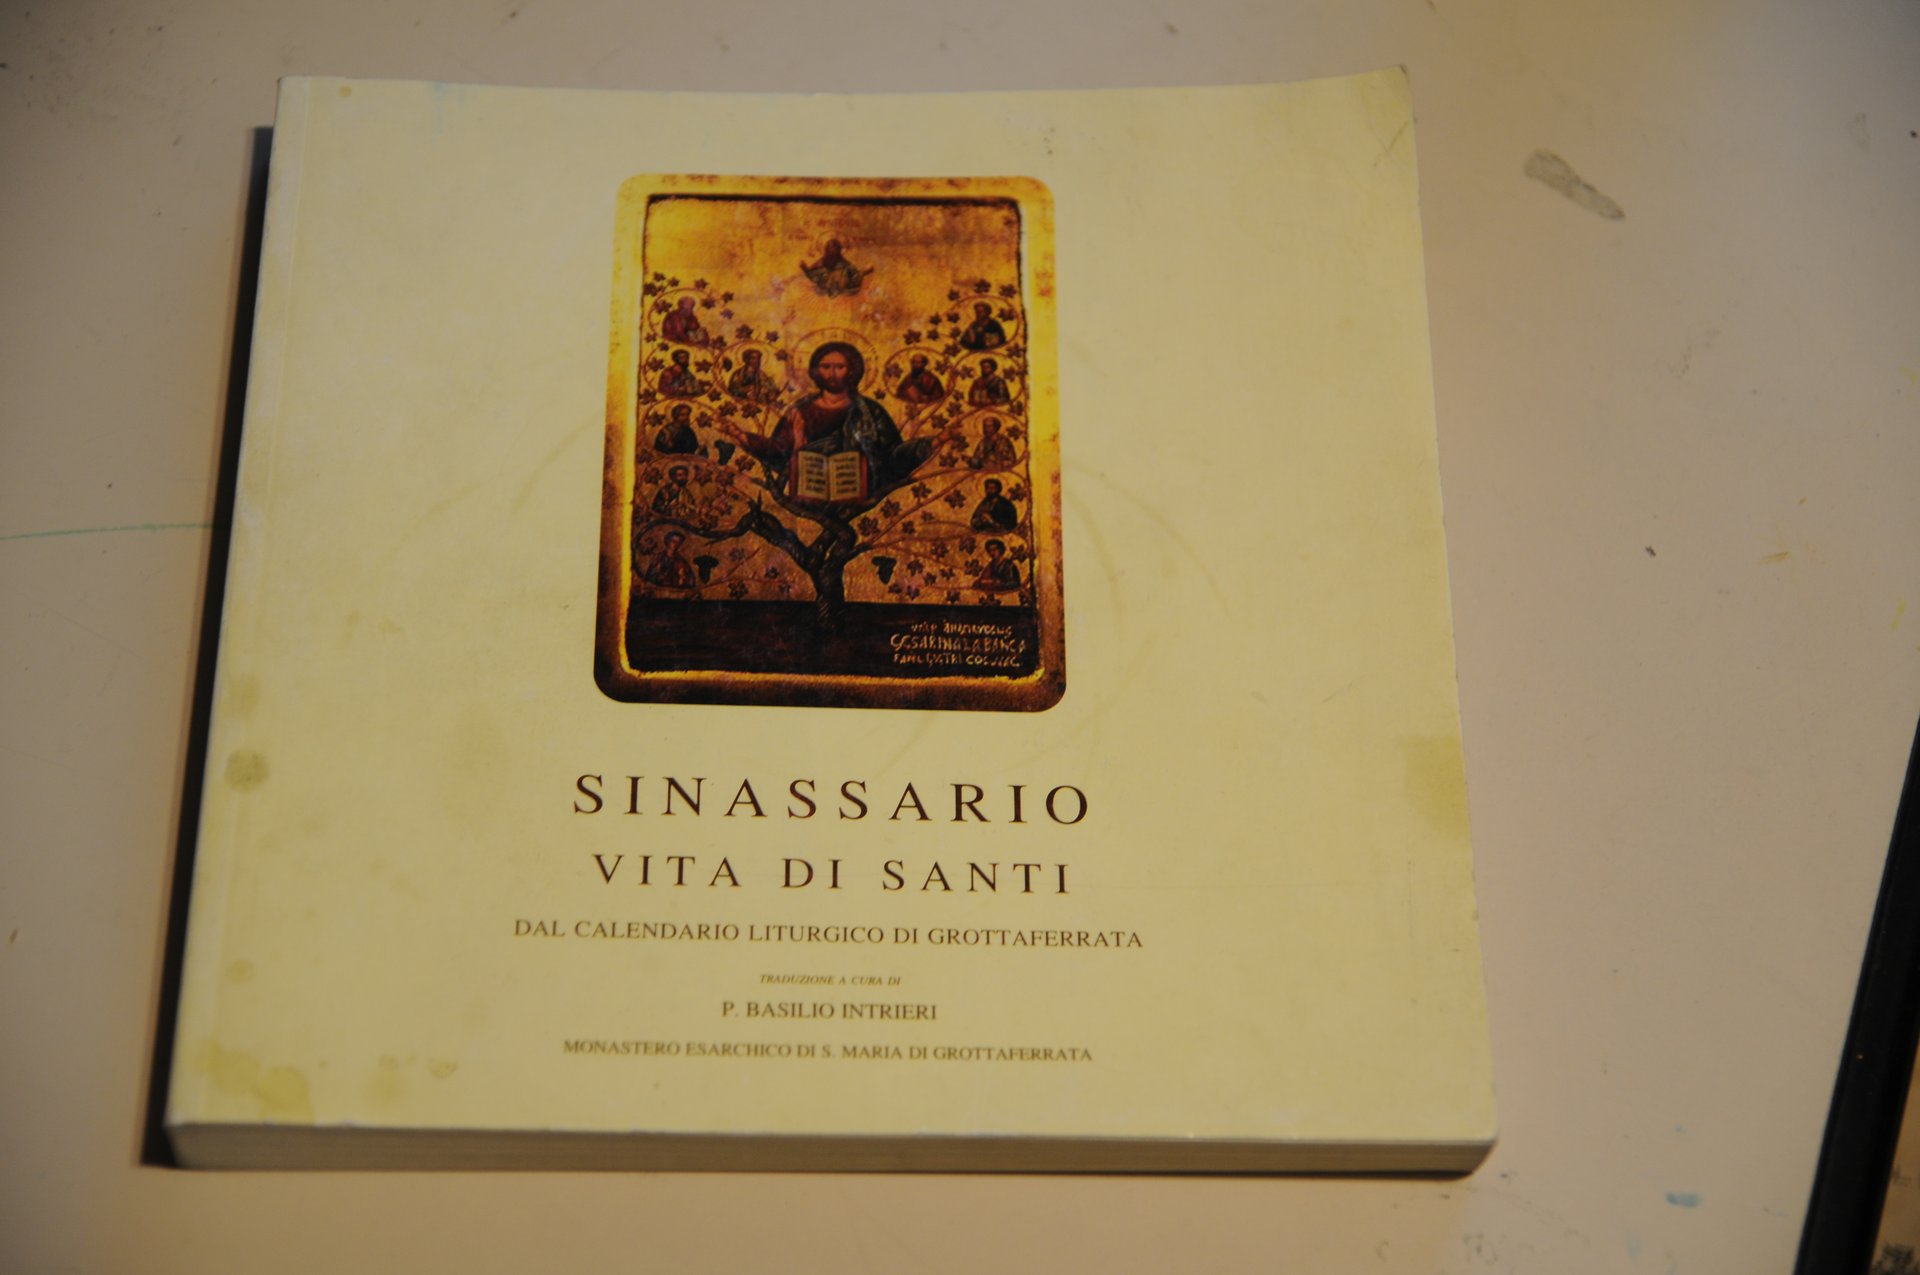 SINASSARIO
VITA DI SANTI
DAL CALENDARIO LITURGICO DI GROTTAFERRATA
TRADUZIONE A CURA DI
P. BASILIO INTRIERI
MONASTERO ESARCHICO DI S. MARIA DI GROTTAFERRATA